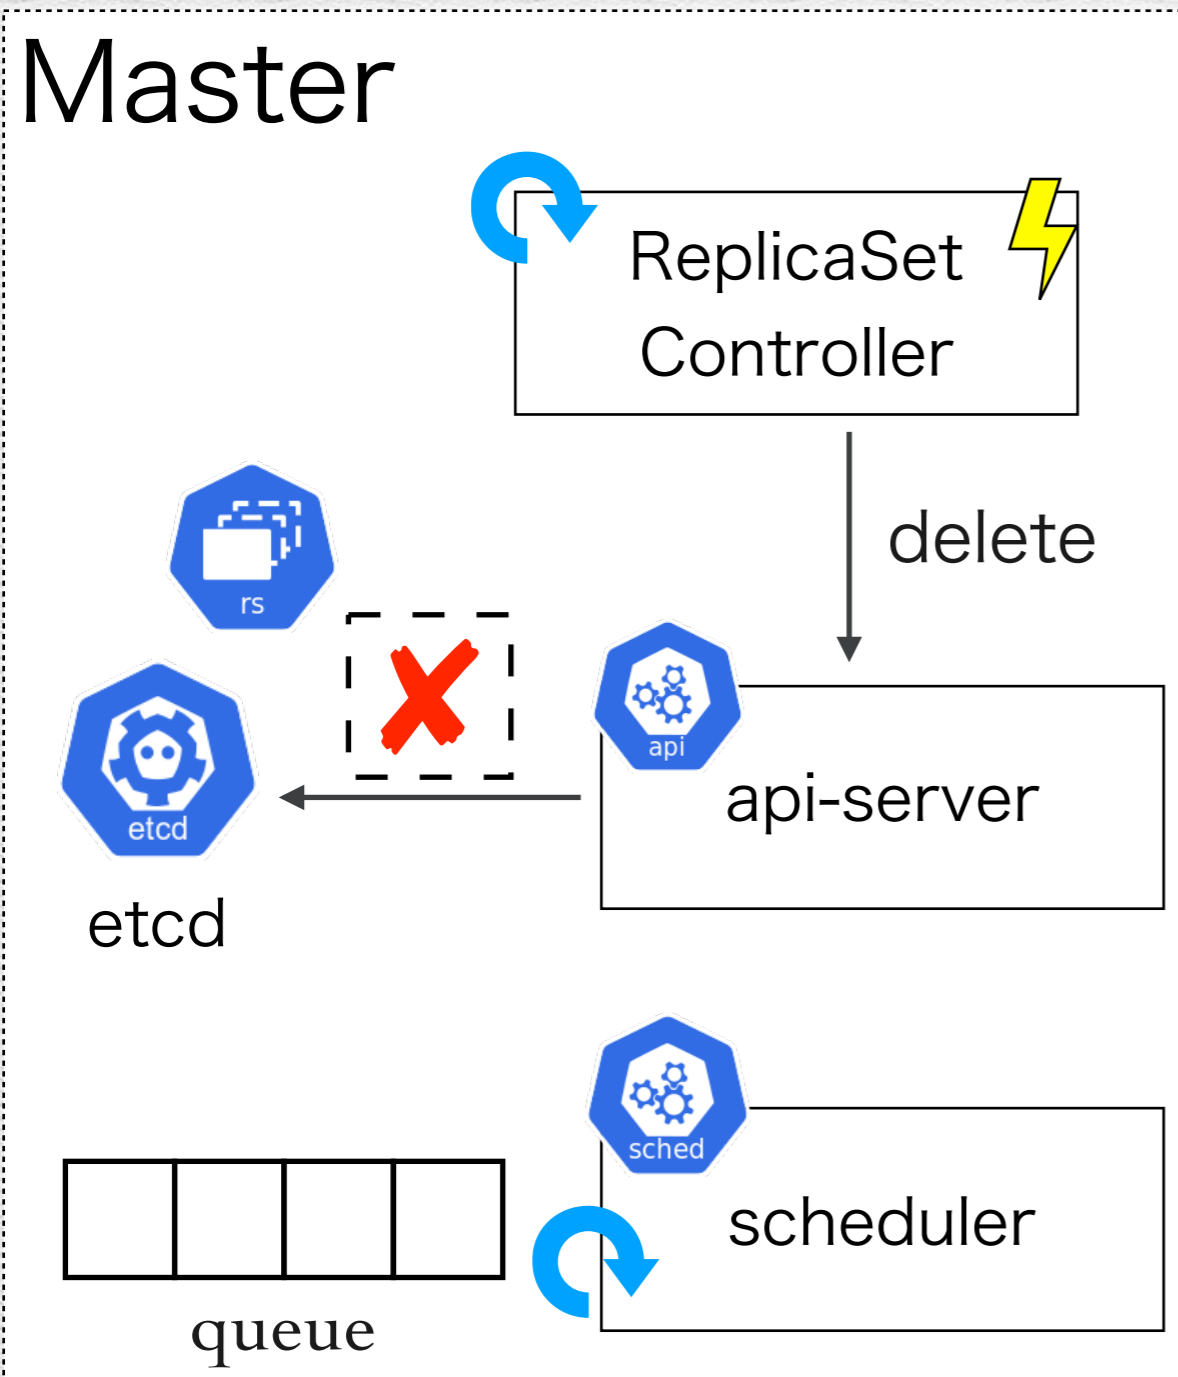 Master
ReplicaSet
Controller
delete
rs
api
api-server
etcd
etcd
sched
scheduler
queue